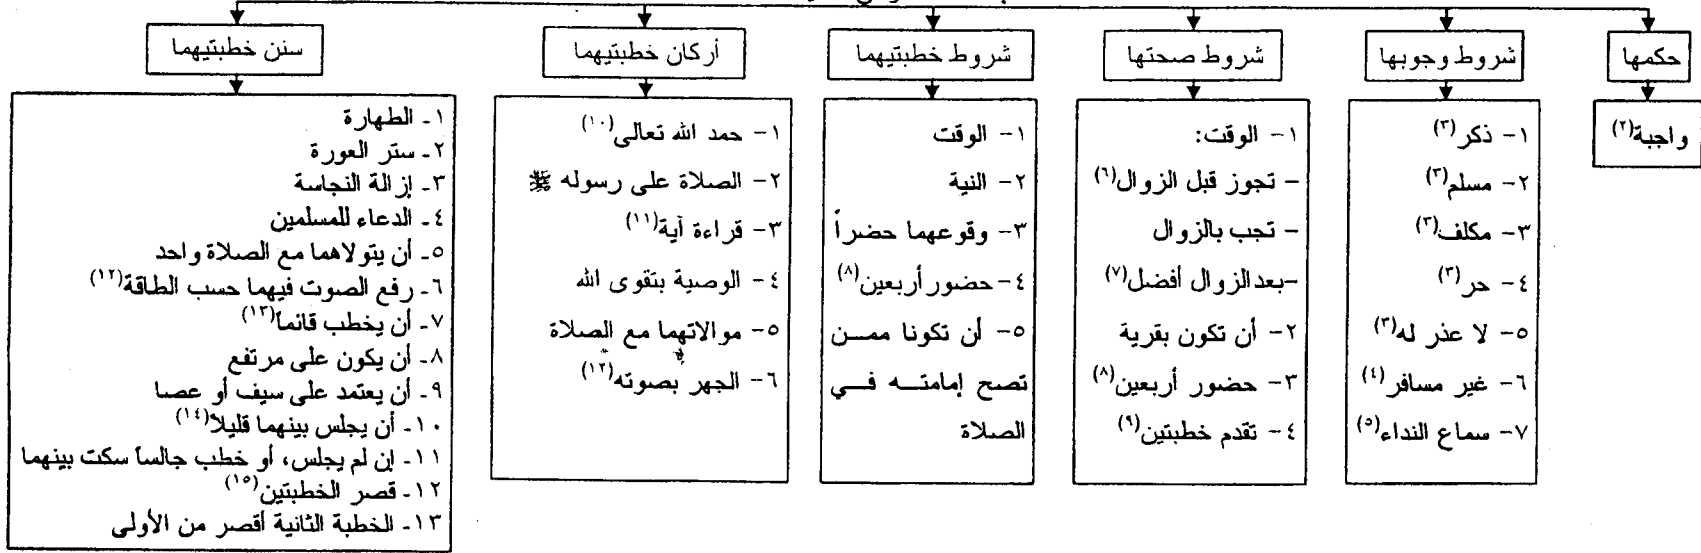 حكمها
واجبة(٢)
شروط وجوبها
١- ذكر(٣)
٢- مسلم(٣)
٣- مكلف(٣)
٤- حر(٣)
٥- لا عذر له(٣)
٦- غير مسافر(٤)
٧- سماع النداء(٥)
شروط صحتها
١- الوقت:
- تجوز قبل الزوال(٦)
- تجب بالزوال
-بعدالزوال أفضل(٧)
٢- أن تكون بقرية
٣- حضور أربعين(٨)
٤- تقدم خطبتين(٩)
شروط خطبتيهما
١- الوقت
٢- النية
٣- وقوعهما حضراً
٤-حضور أربعين(٨)
٥- أن تكونا ممن
تصح إمامته في
الصلاة
أركان خطبتيهما
١- حمد الله تعالى(١٠)
٢- الصلاة على رسوله ﷺ
٣- قراءة آية(١١)
٤- الوصية بتقوى الله
٥- موالاتهما مع الصلاة
٦- الجهر بصوته(١٢)
سنن خطبتيهما
١- الطهارة
٢- ستر العورة
٣- إزالة النجاسة
٤- الدعاء للمسلمين
٥- أن يتولاهما مع الصلاة واحد
٦- رفع الصوت فيهما حسب الطاقة(١٢)
٧- أن يخطب قائماً(١٣)
٨- أن يكون على مرتفع
٩- أن يعتمد على سيف أو عصا
١٠- أن يجلس بينهما قليلاً(١٤)
١١- إن لم يجلس، أو خطب جالساً سكت بينهما
١٢- قصر الخطبتين(١٥)
١٣- الخطبة الثانية أقصر من الأولى